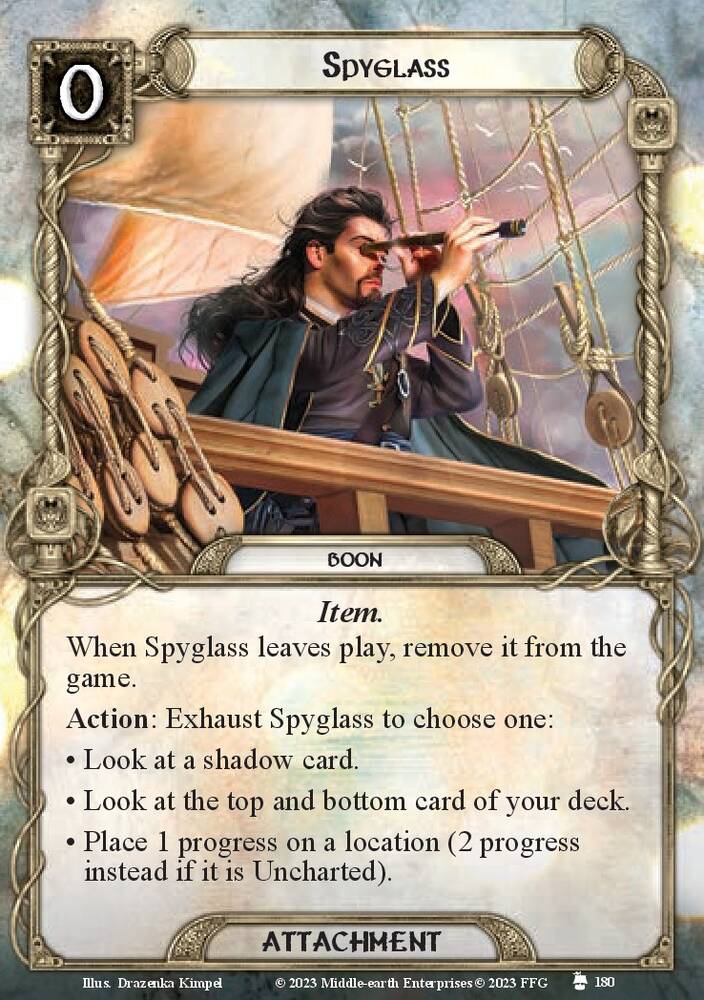 0
Spyglass
BOON
Item.
When Spyglass leaves play, remove it from the
game.
Action: Exhaust Spyglass to choose one:
• Look at a shadow card.
• Look at the top and bottom card of your deck.
• Place 1 progress on a location (2 progress
instead if it is Uncharted).
ATTACHMENT
Illus. Drazenka Kimpel © 2023 Middle-earth Enterprises © 2023 FFG 180